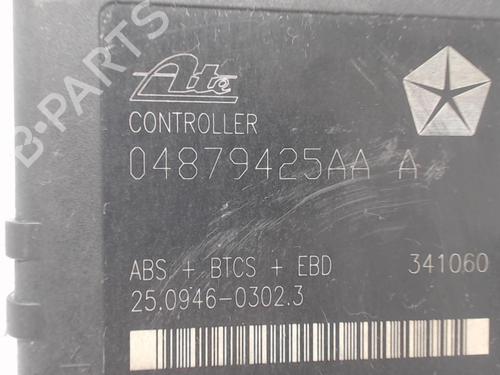 B-PARTS
Ate
CONTROLLER
04879425AA A
ABS + BTCS + EBD 341060
25.0946-0302.3